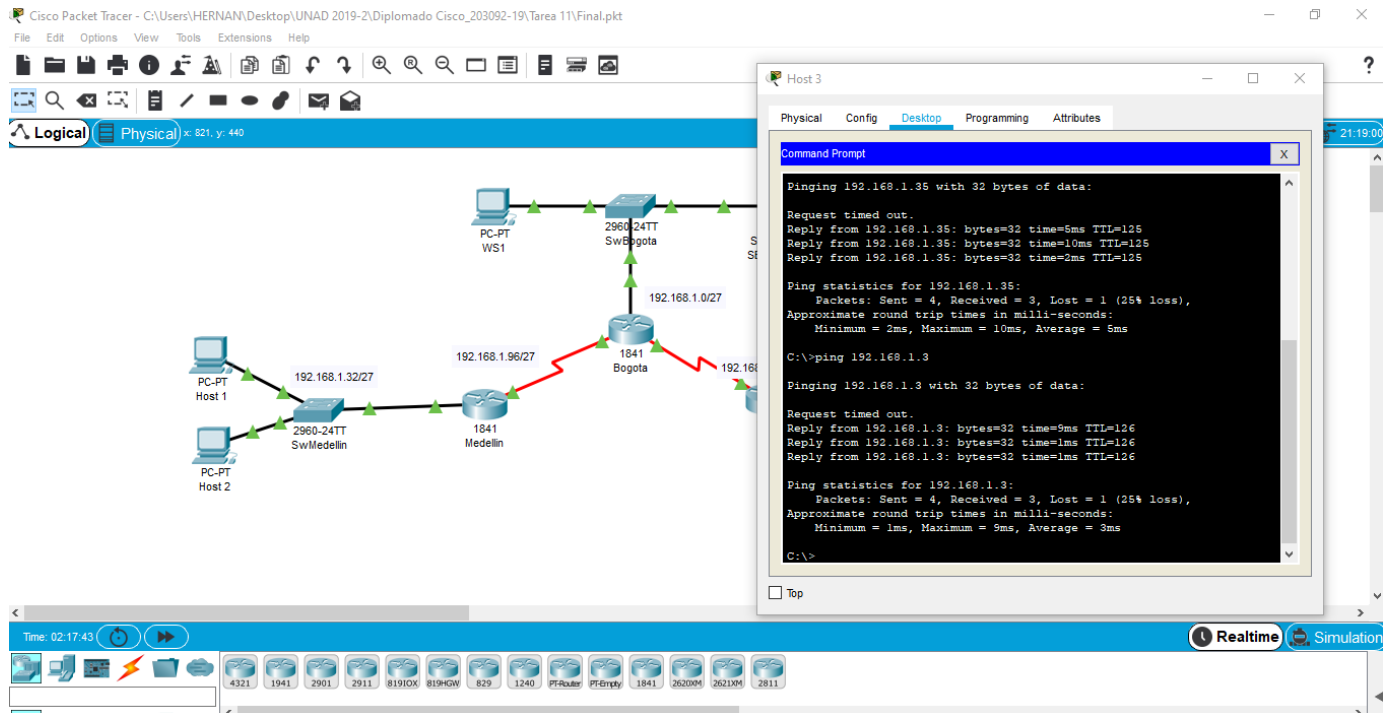 Cisco Packet Tracer - C:\Users\HERNAN\Desktop\UNAD 2019-2\Diplomado Cisco_203092-19\Tarea 11\Final.pkt
File Edit Options View Tools Extensions Help
?
Logical Physical x: 821, y: 440
21:19:00
PC-PT
WS1
2960-24TT
SwBogota
S
SE
192.168.1.0/27
1841
Bogota
192.168.1.96/27
192.168
PC-PT
Host 1
192.168.1.32/27
2960-24TT
SwMedellin
1841
Medellin
PC-PT
Host 2
Host 3
Physical Config Desktop Programming Attributes
Command Prompt X
Pinging 192.168.1.35 with 32 bytes of data:
Request timed out.
Reply from 192.168.1.35: bytes=32 time=5ms TTL=125
Reply from 192.168.1.35: bytes=32 time=10ms TTL=125
Reply from 192.168.1.35: bytes=32 time=2ms TTL=125
Ping statistics for 192.168.1.35:
Packets: Sent = 4, Received = 3, Lost = 1 (25% loss),
Approximate round trip times in milli-seconds:
Minimum = 2ms, Maximum = 10ms, Average = 5ms
C:\>ping 192.168.1.3
Pinging 192.168.1.3 with 32 bytes of data:
Request timed out.
Reply from 192.168.1.3: bytes=32 time=9ms TTL=126
Reply from 192.168.1.3: bytes=32 time=1ms TTL=126
Reply from 192.168.1.3: bytes=32 time=1ms TTL=126
Ping statistics for 192.168.1.3:
Packets: Sent = 4, Received = 3, Lost = 1 (25% loss),
Approximate round trip times in milli-seconds:
Minimum = 1ms, Maximum = 9ms, Average = 3ms
C:\>
Top
Time: 02:17:43
Realtime Simulation
4321 1941 2901 2911 819IOX 819HGW 829 1240 PT-Router PT-Empty 1841 2620XM 2621XM 2811